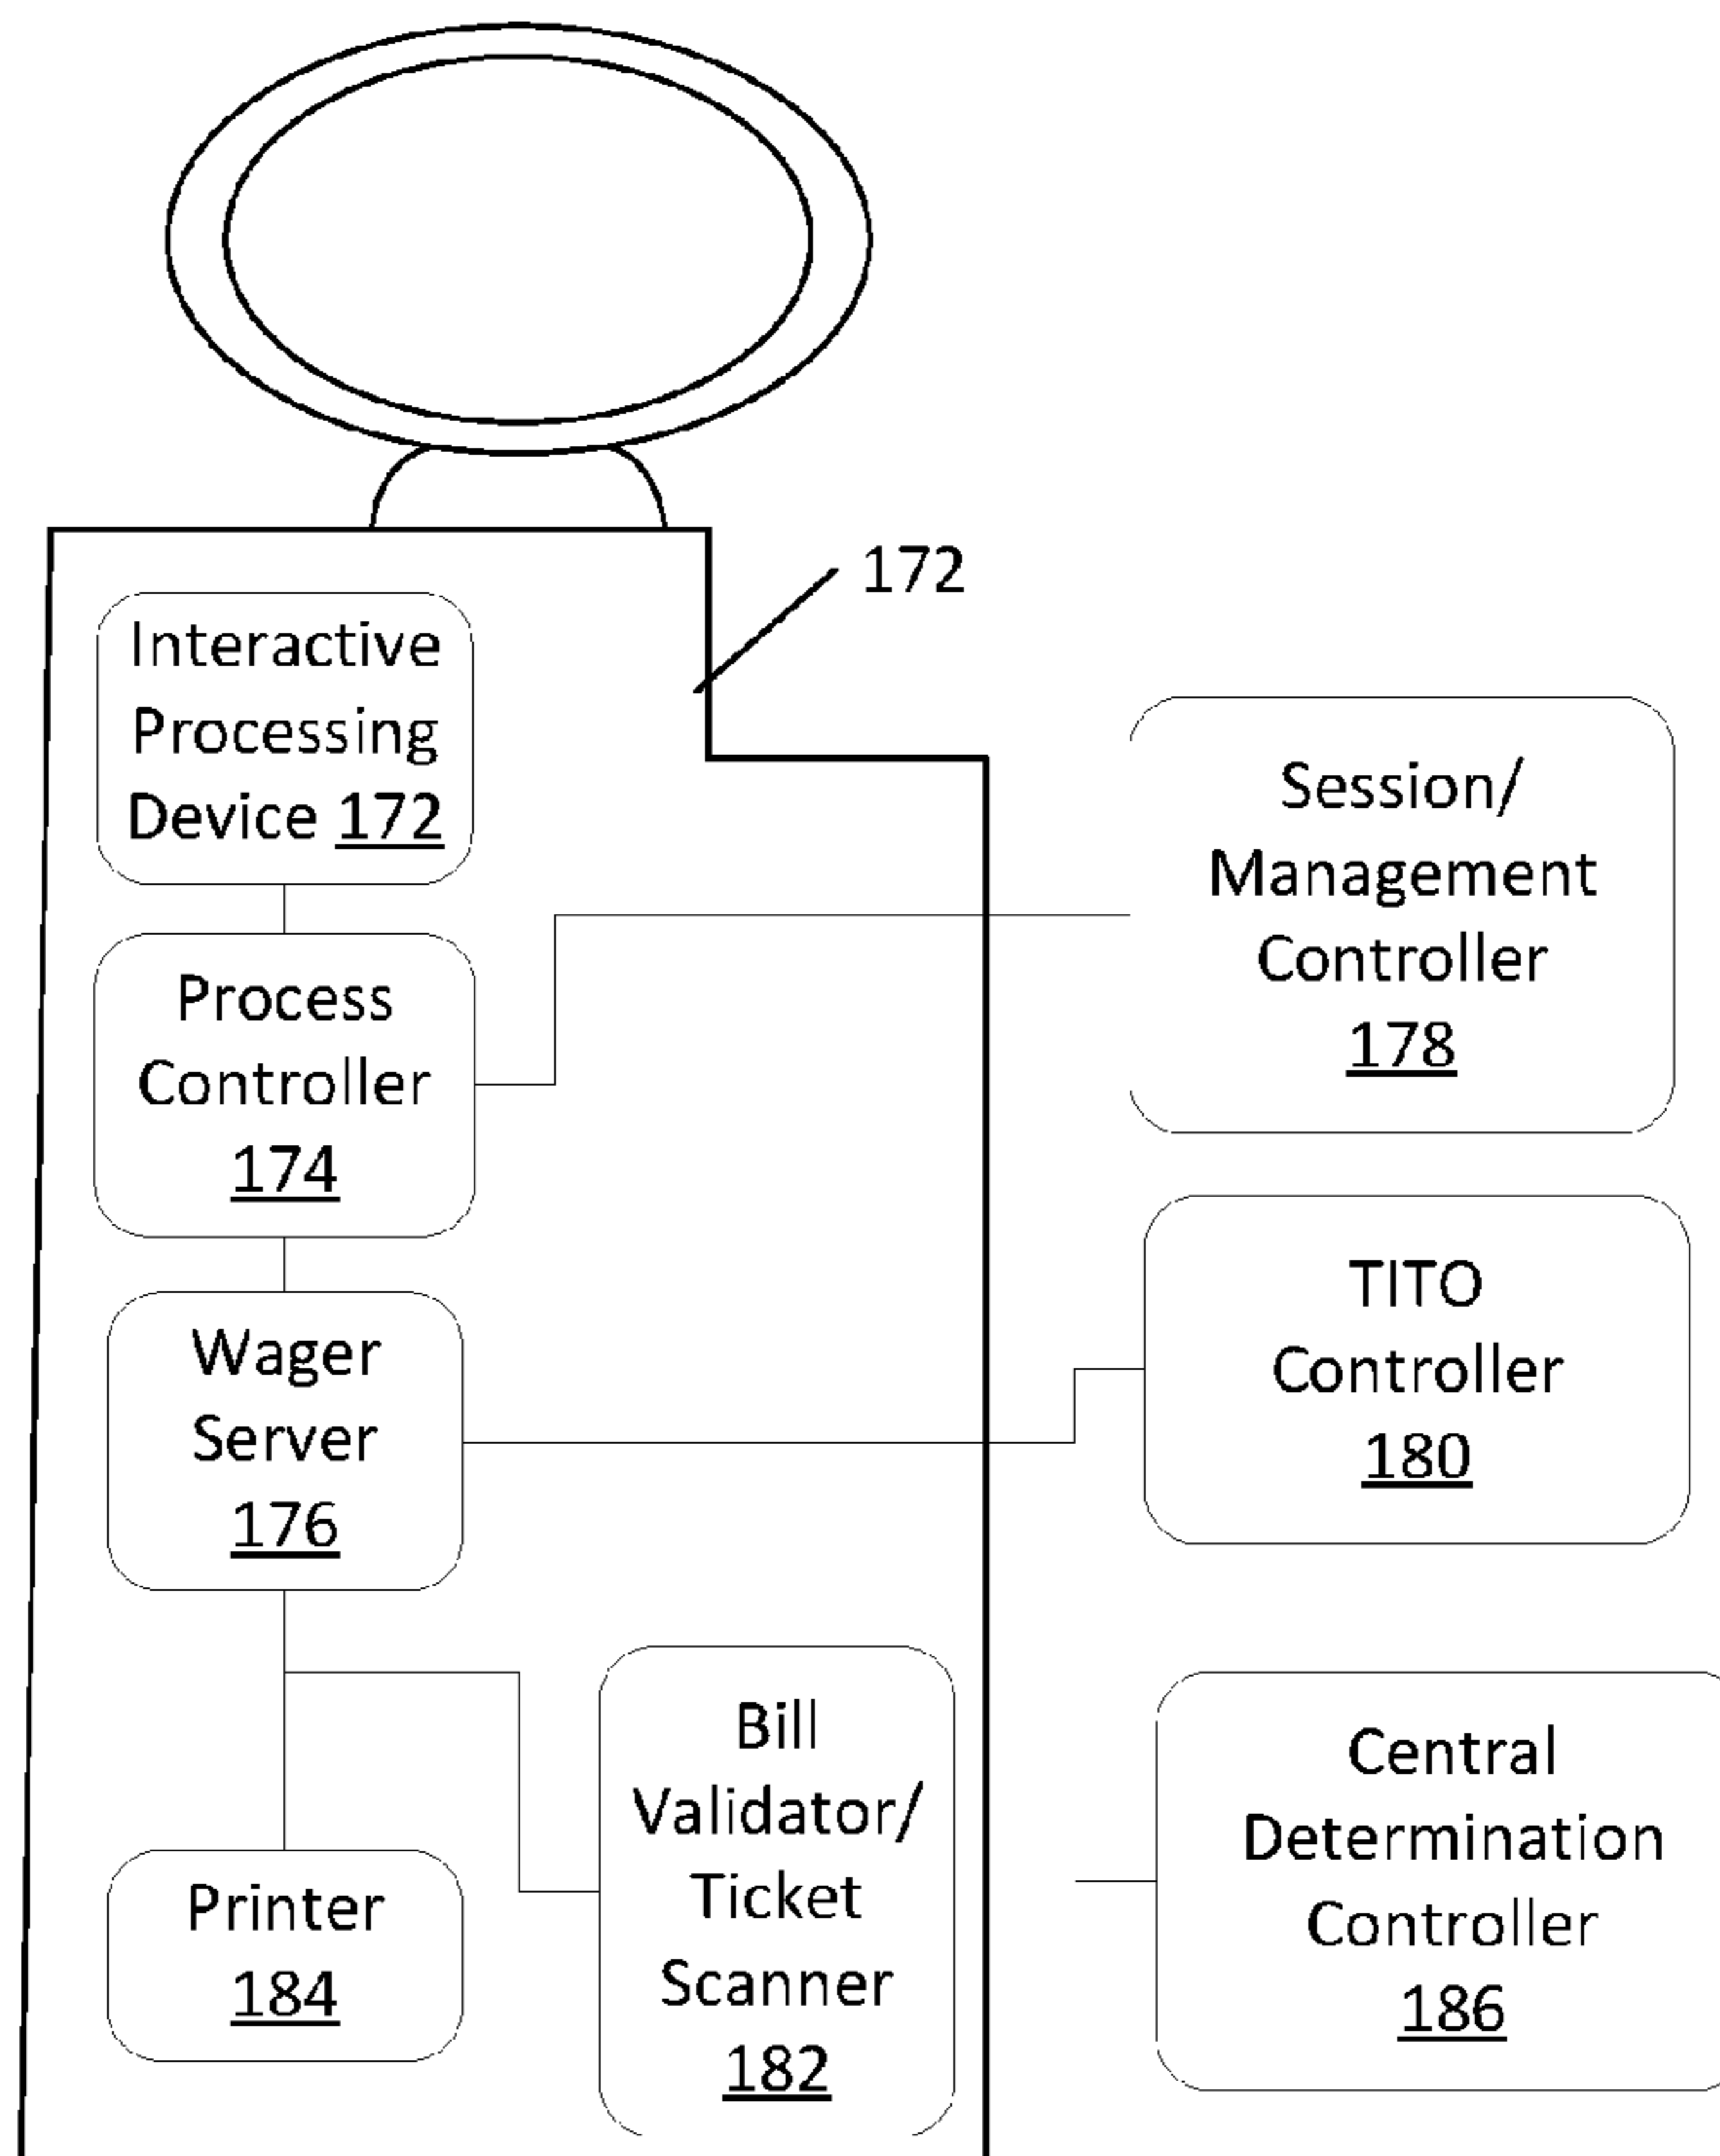 172
Interactive
Processing
Device 172
Process
Controller
174
Wager
Server
176
Printer
184
Bill
Validator/
Ticket
Scanner
182
Session/
Management
Controller
178
TITO
Controller
180
Central
Determination
Controller
186